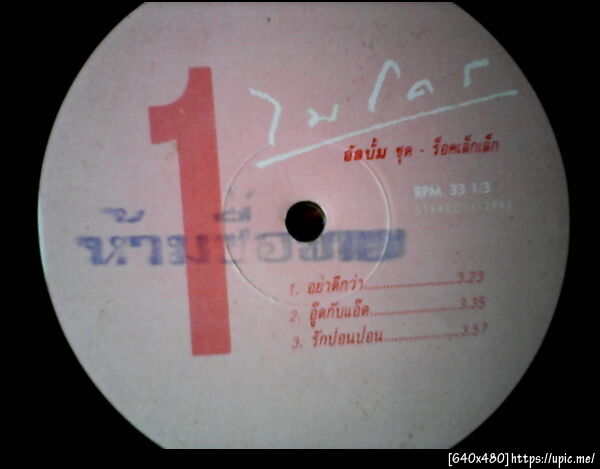 1
ไมโคร
อัลบั้ม ชุด - ร็อคเล็กเล็ก
RPM 33 1/3
ห้ามซื้อขาย
1. อย่าดีกว่า........................3.23
2. อู๊ดกับแอ๊ด........................3.35
3. รักปอนปอน........................3.57
[640x480]https://upic.me/